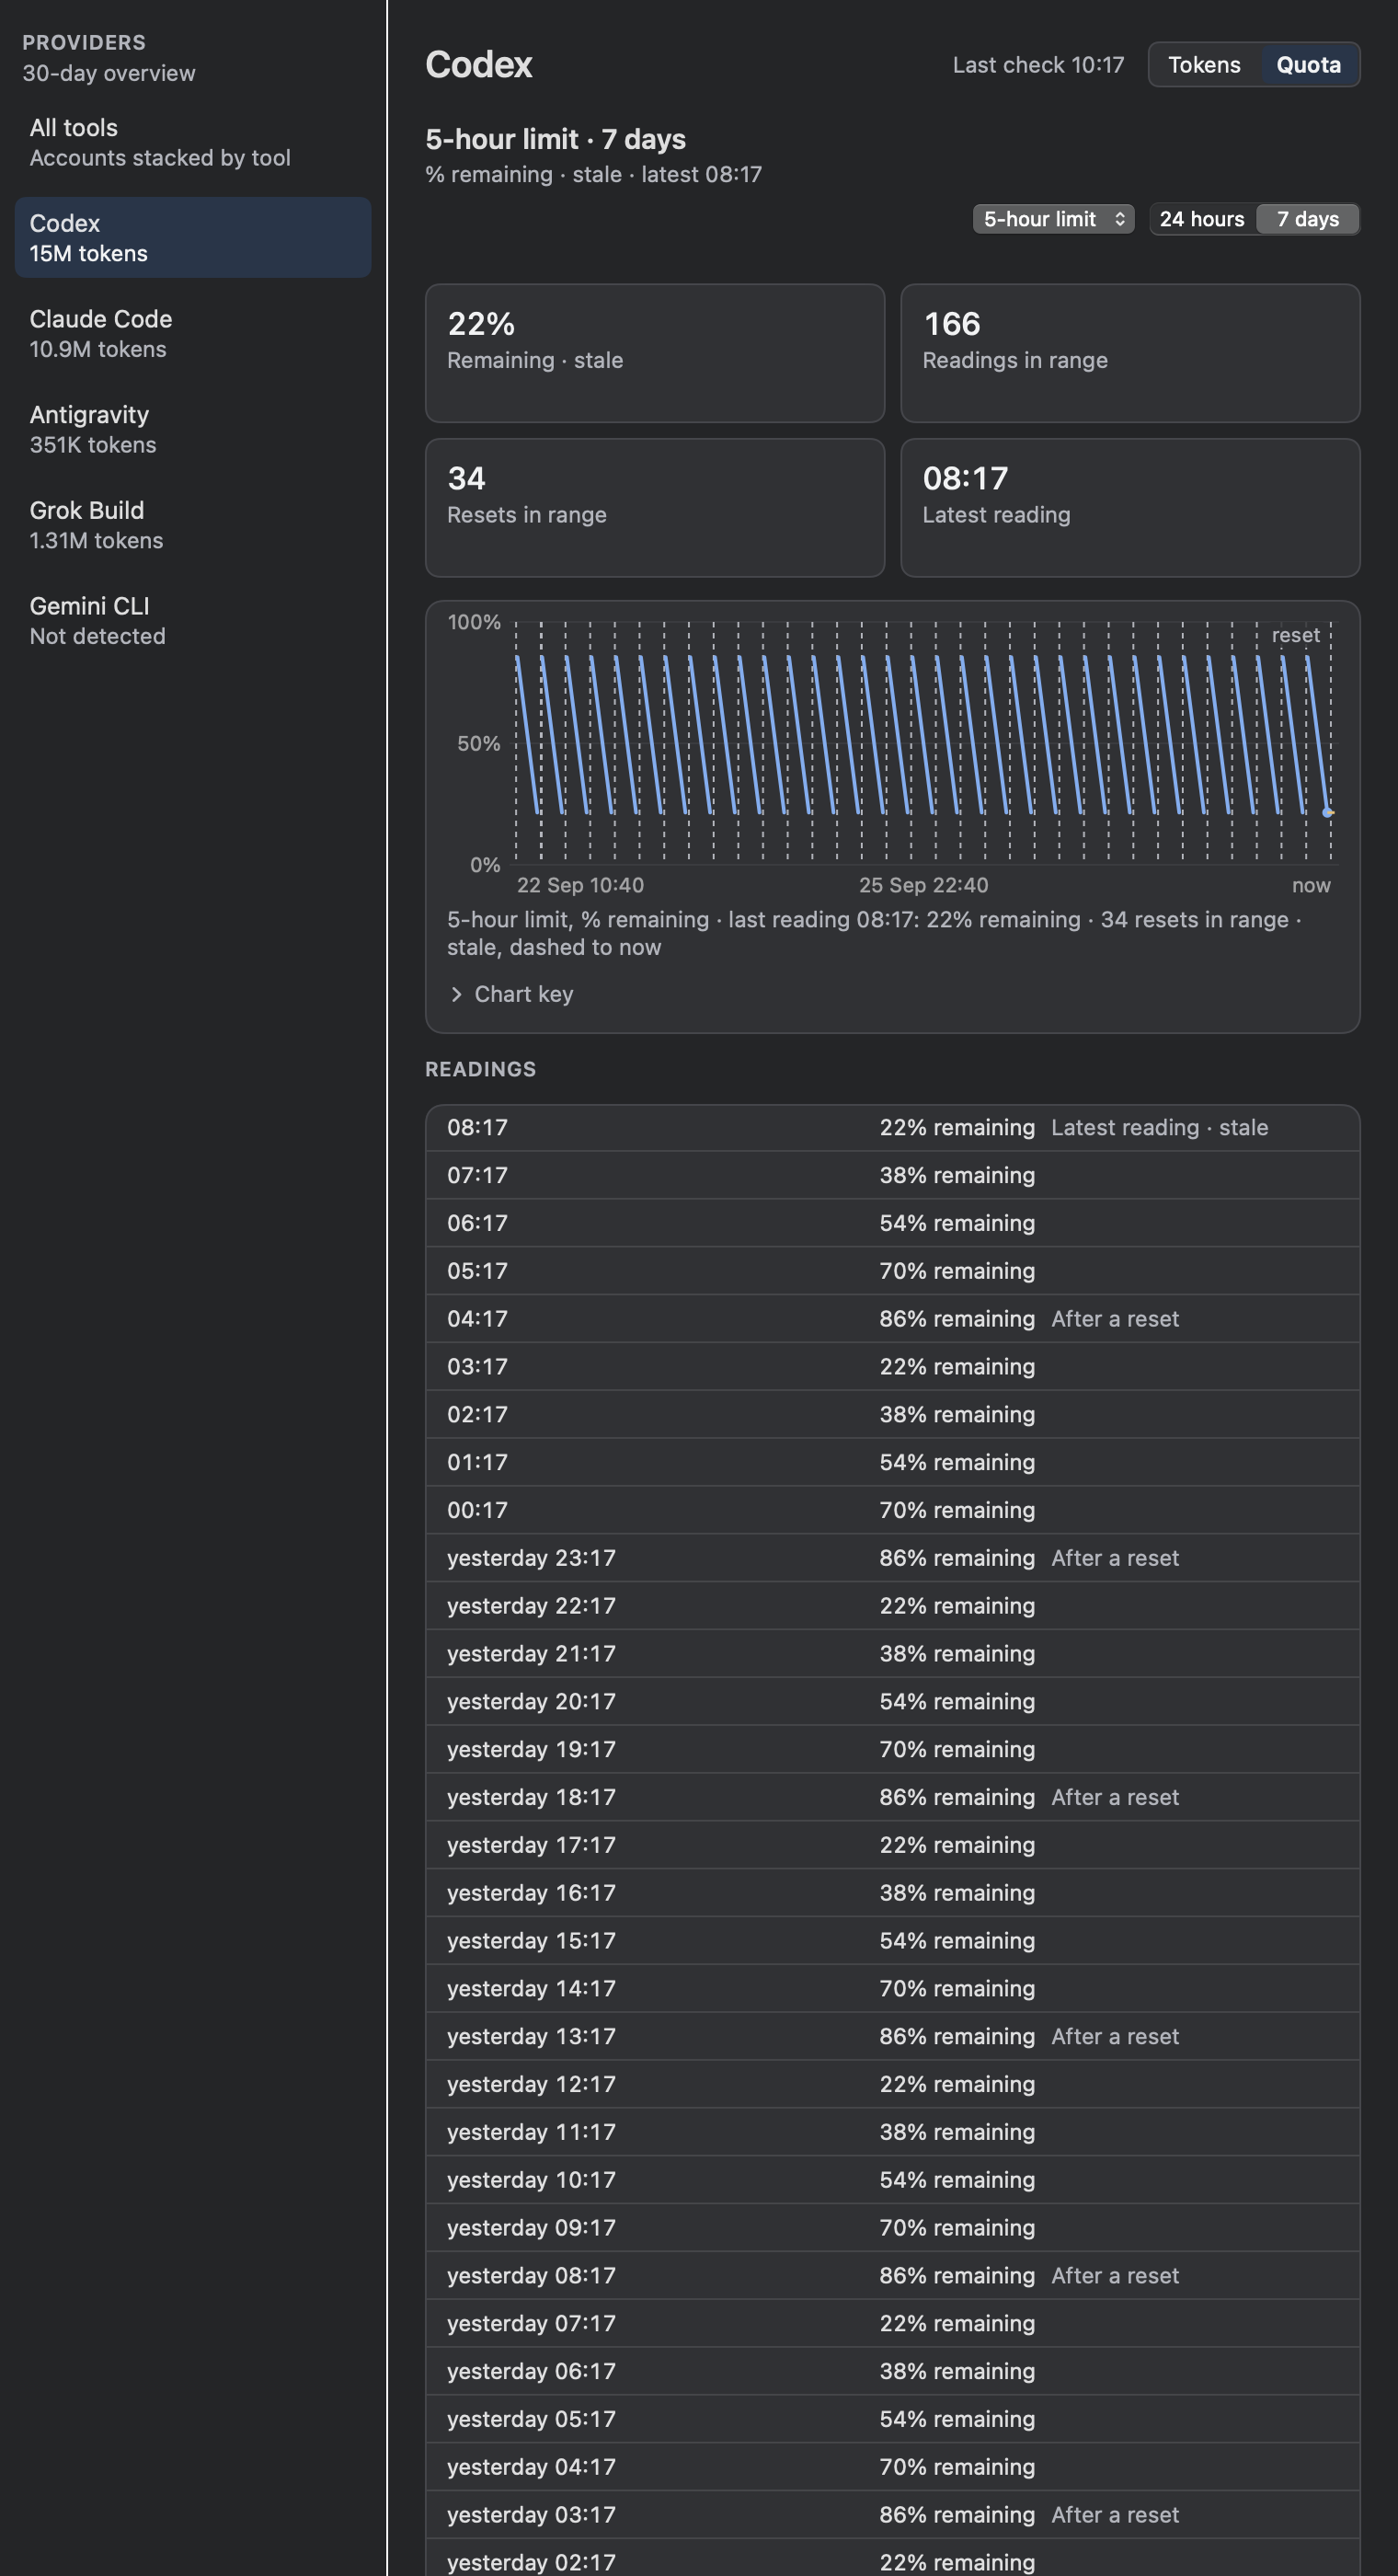 PROVIDERS
30-day overview
All tools
Accounts stacked by tool
Codex
15M tokens
Claude Code
10.9M tokens
Antigravity
351K tokens
Grok Build
1.31M tokens
Gemini CLI
Not detected
Codex
Last check 10:17
Tokens
Quota
5-hour limit · 7 days
% remaining · stale · latest 08:17
5-hour limit
24 hours
7 days
22%
Remaining · stale
166
Readings in range
34
Resets in range
08:17
Latest reading
100%
reset
50%
0%
22 Sep 10:40
25 Sep 22:40
now
5-hour limit, % remaining · last reading 08:17: 22% remaining · 34 resets in range ·
stale, dashed to now
Chart key
READINGS
08:17 22% remaining Latest reading · stale
07:17 38% remaining
06:17 54% remaining
05:17 70% remaining
04:17 86% remaining After a reset
03:17 22% remaining
02:17 38% remaining
01:17 54% remaining
00:17 70% remaining
yesterday 23:17 86% remaining After a reset
yesterday 22:17 22% remaining
yesterday 21:17 38% remaining
yesterday 20:17 54% remaining
yesterday 19:17 70% remaining
yesterday 18:17 86% remaining After a reset
yesterday 17:17 22% remaining
yesterday 16:17 38% remaining
yesterday 15:17 54% remaining
yesterday 14:17 70% remaining
yesterday 13:17 86% remaining After a reset
yesterday 12:17 22% remaining
yesterday 11:17 38% remaining
yesterday 10:17 54% remaining
yesterday 09:17 70% remaining
yesterday 08:17 86% remaining After a reset
yesterday 07:17 22% remaining
yesterday 06:17 38% remaining
yesterday 05:17 54% remaining
yesterday 04:17 70% remaining
yesterday 03:17 86% remaining After a reset
yesterday 02:17 22% remaining